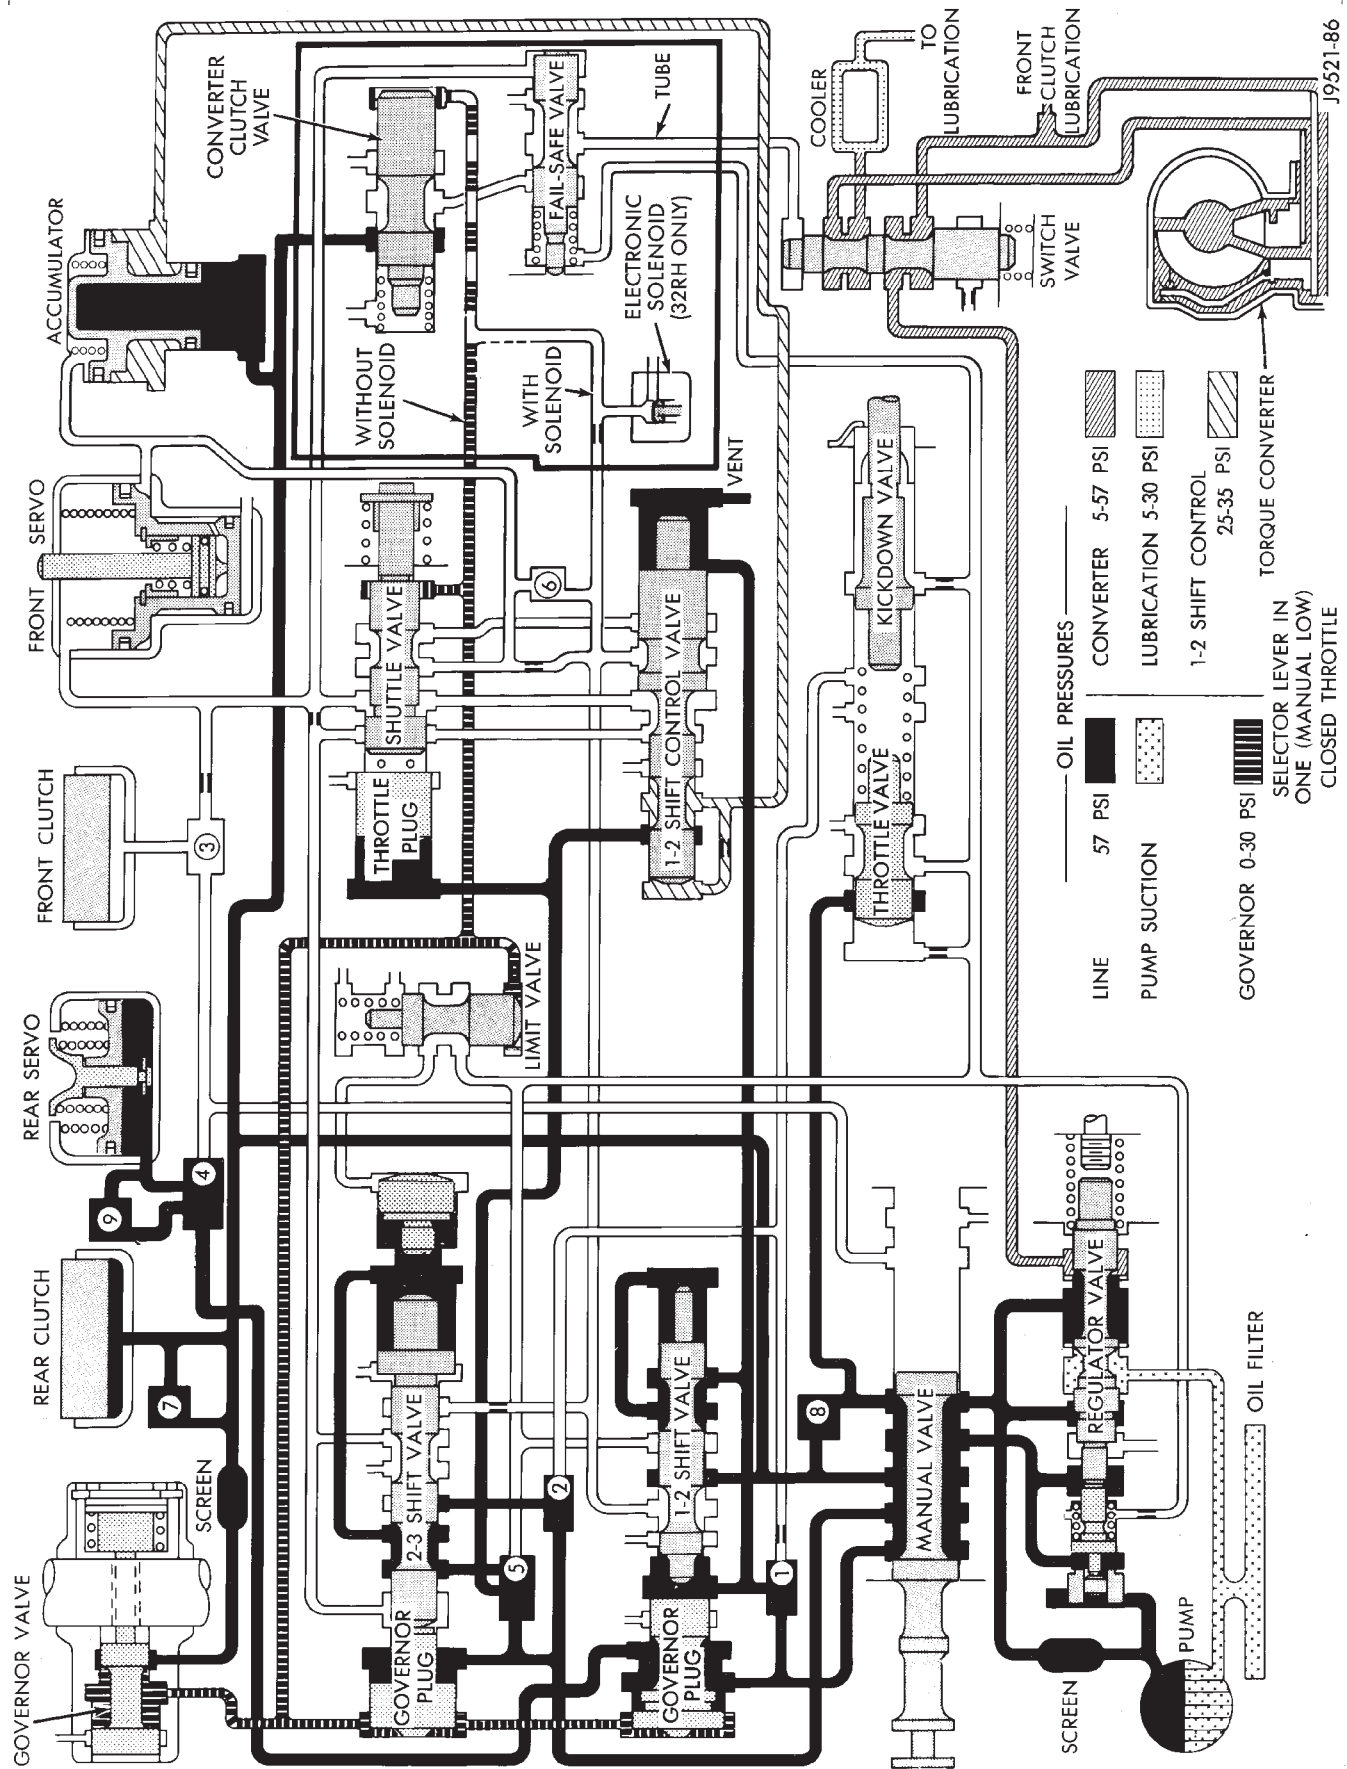 GOVERNOR VALVE
REAR CLUTCH
REAR SERVO
FRONT CLUTCH
FRONT SERVO
ACCUMULATOR
CONVERTER
CLUTCH
VALVE
SCREEN
7
9
4
3
6
FAIL-SAFE VALVE
TUBE
WITHOUT
SOLENOID
WITH
SOLENOID
ELECTRONIC
SOLENOID
(32RH ONLY)
VENT
GOVERNOR
PLUG
2-3 SHIFT VALVE
LIMIT VALVE
THROTTLE
PLUG
SHUTTLE VALVE
5
2
GOVERNOR
PLUG
1-2 SHIFT VALVE
1-2 SHIFT CONTROL VALVE
1
8
COOLER
TO
LUBRICATION
FRONT
CLUTCH
LUBRICATION
SWITCH
VALVE
MANUAL VALVE
THROTTLE VALVE
KICKDOWN VALVE
REGULATOR VALVE
SCREEN
PUMP
OIL FILTER
OIL PRESSURES
LINE 57 PSI
PUMP SUCTION
GOVERNOR 0-30 PSI
CONVERTER 5-57 PSI
LUBRICATION 5-30 PSI
1-2 SHIFT CONTROL
25-35 PSI
TORQUE CONVERTER
SELECTOR LEVER IN
ONE (MANUAL LOW)
CLOSED THROTTLE
J9521-86